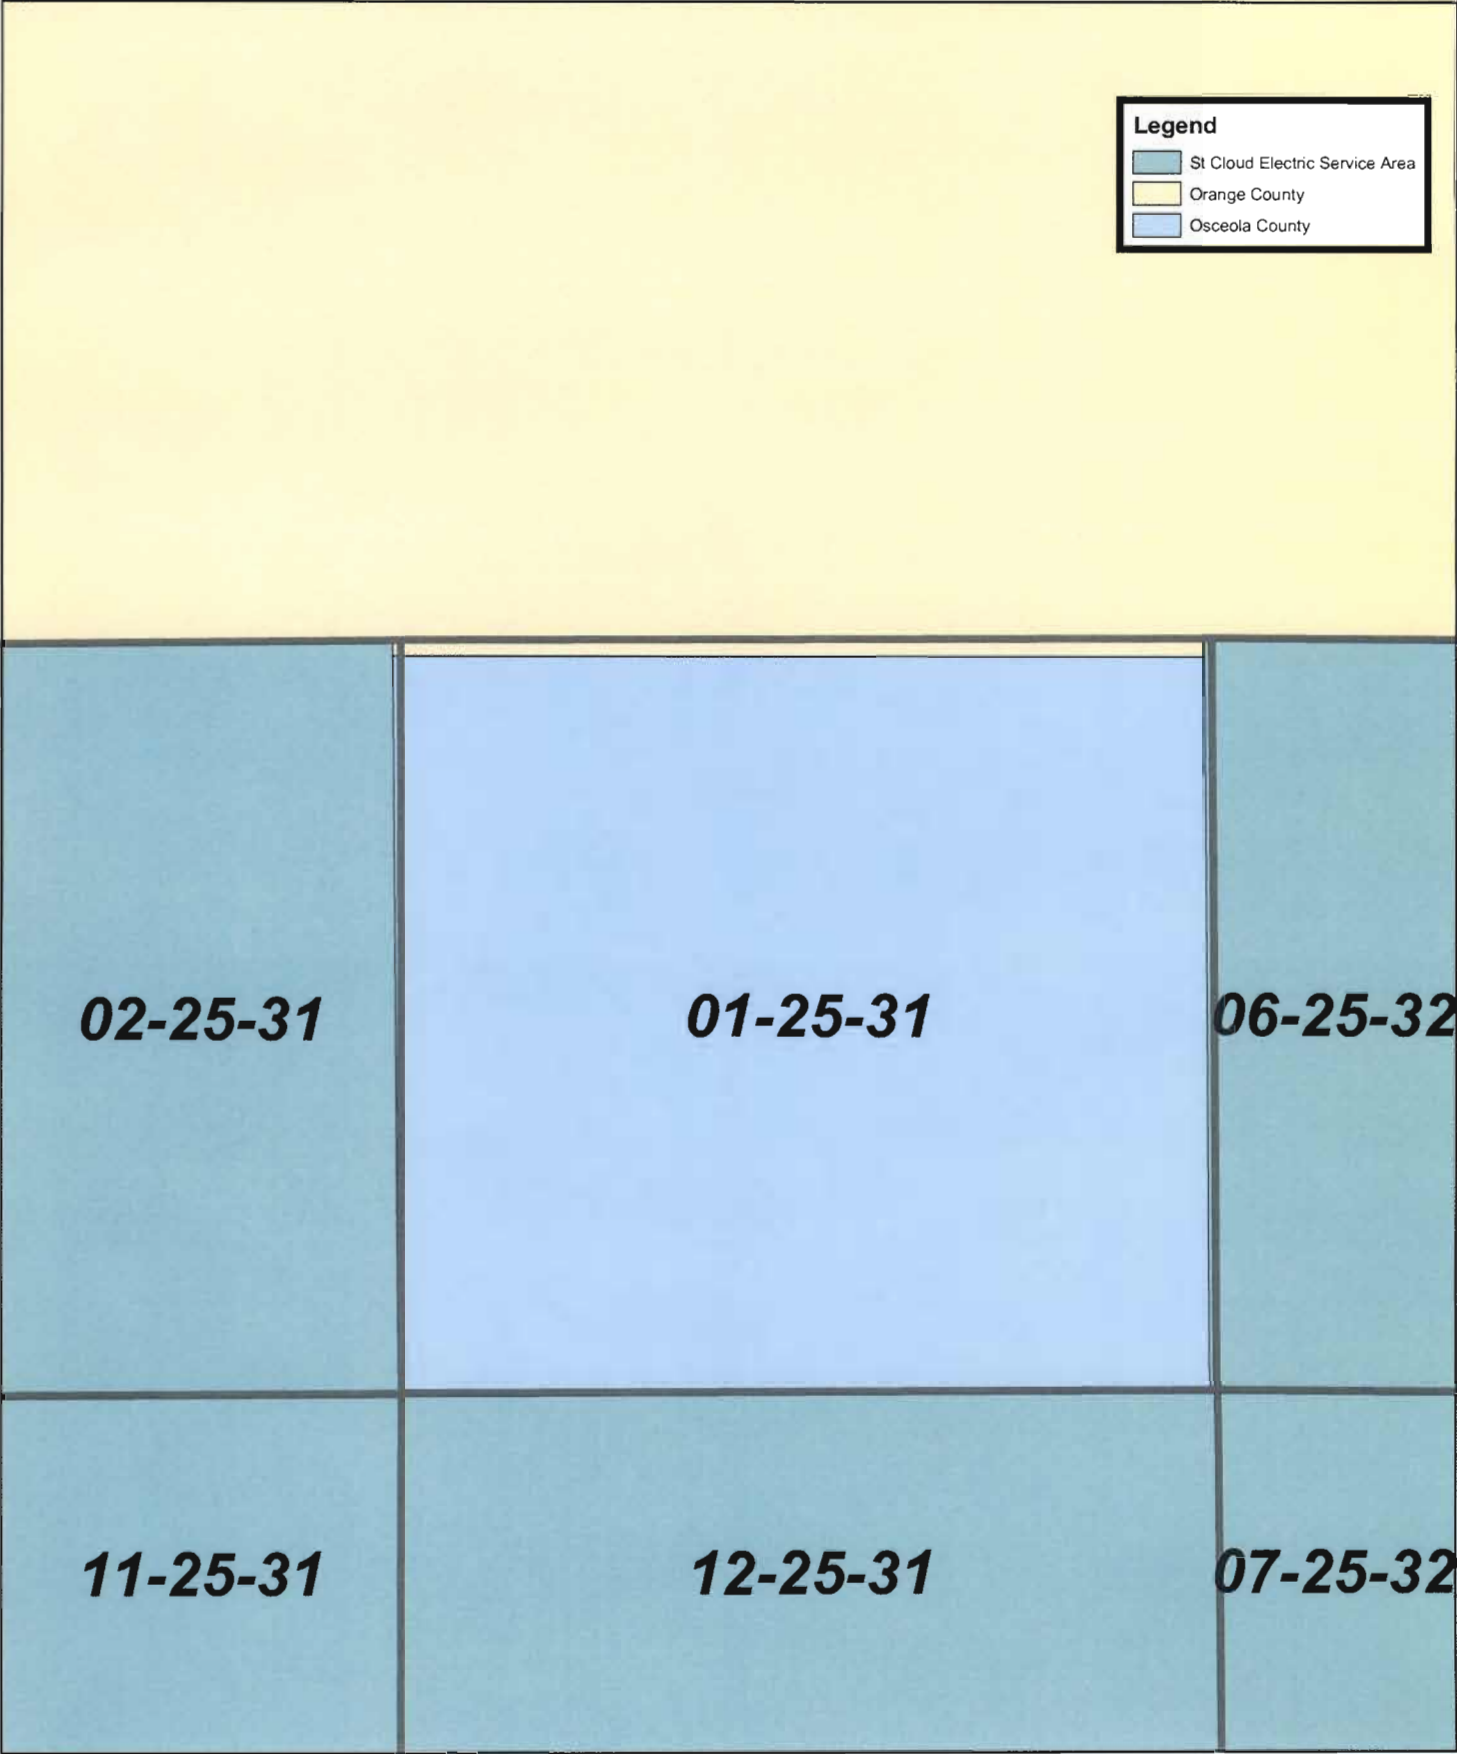 Legend
St Cloud Electric Service Area
Orange County
Osceola County
02-25-31
01-25-31
06-25-32
11-25-31
12-25-31
07-25-32